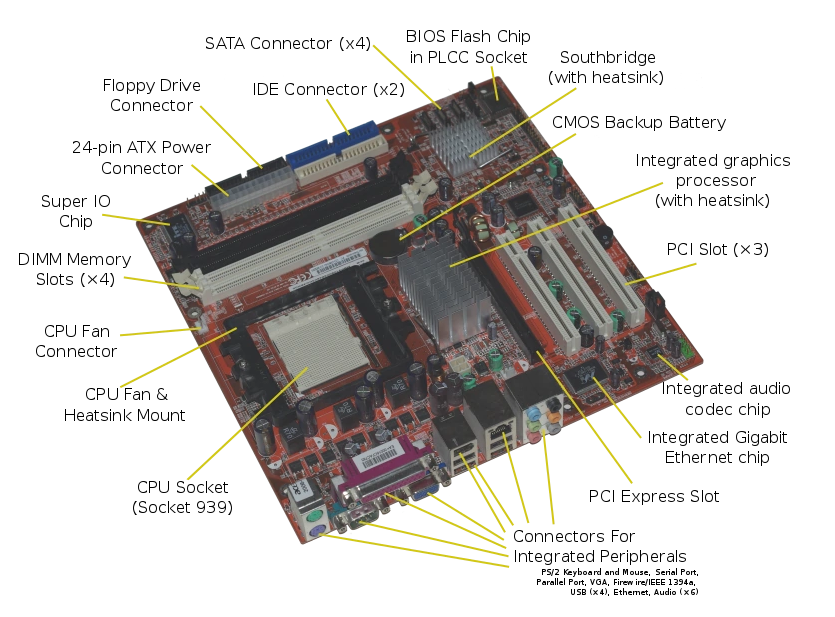 SATA Connector (x4)
BIOS Flash Chip
in PLCC Socket
Southbridge
(with heatsink)
Floppy Drive
Connector
IDE Connector (x2)
CMOS Backup Battery
24-pin ATX Power
Connector
Integrated graphics
processor
(with heatsink)
Super IO
Chip
PCI Slot (×3)
DIMM Memory
Slots (×4)
CPU Fan
Connector
CPU Fan &
Heatsink Mount
Integrated audio
codec chip
Integrated Gigabit
Ethernet chip
CPU Socket
(Socket 939)
PCI Express Slot
Connectors For
Integrated Peripherals
PS/2 Keyboard and Mouse, Serial Port,
Parallel Port, VGA, Firewire/IEEE 1394a,
USB (×4), Ethernet, Audio (×6)